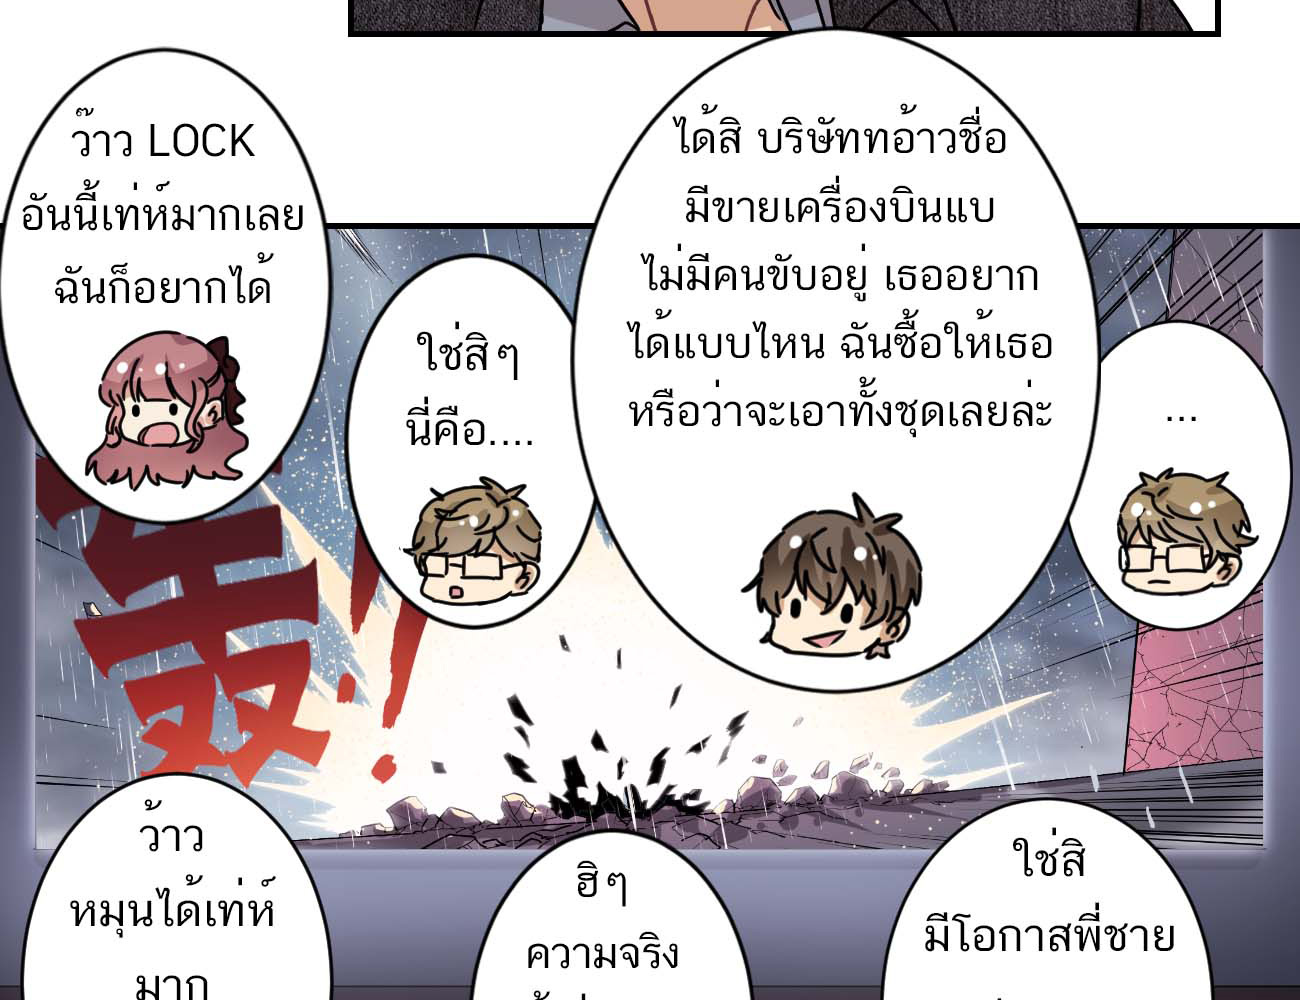 ว๊าว LOCK
อันนี้เท่ห์มากเลย
ฉันก็อยากได้
ใช่สิๆ
นี่คือ....
ได้สิ บริษัททอ้าวชื่อ
มีขายเครื่องบินแบ
ไม่มีคนขับอยู่ เธออยาก
ได้แบบไหน ฉันซื้อให้เธอ
หรือว่าจะเอาทั้งชุดเลยล่ะ
...
轰!
ว้าว
หมุนได้เท่ห์
มาก
ฮิๆ
ความจริง
ใช่สิ
มีโอกาสพี่ชาย